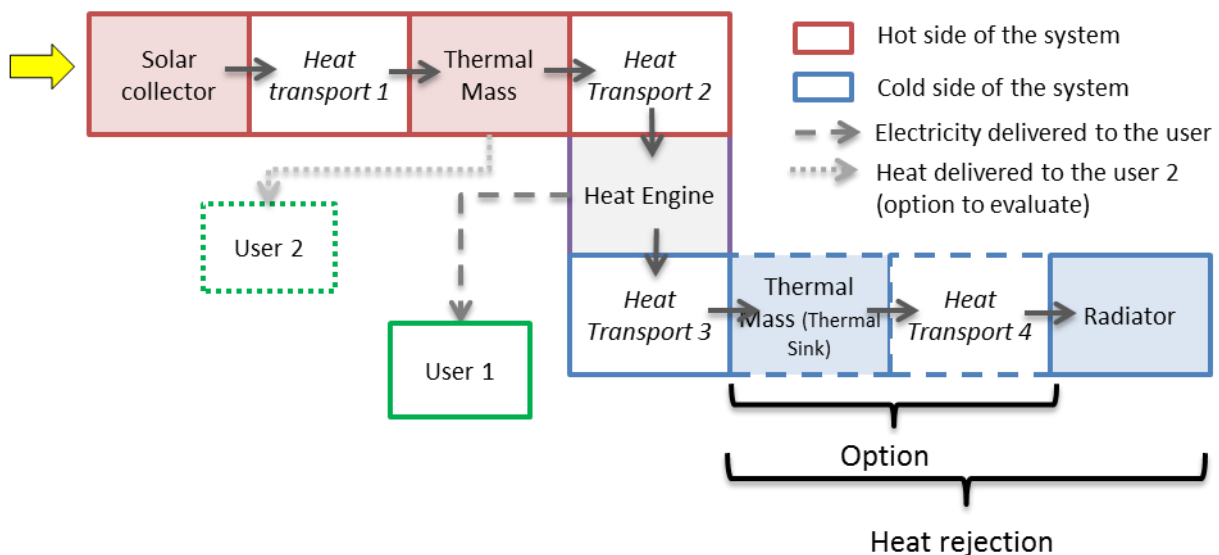 Solar
collector
Heat
transport 1
Thermal
Mass
Heat
Transport 2
Hot side of the system
Cold side of the system
Electricity delivered to the user
Heat delivered to the user 2
(option to evaluate)
Heat Engine
User 2
User 1
Heat
Transport 3
Thermal
Mass (Thermal
Sink)
Heat
Transport 4
Radiator
Option
Heat rejection